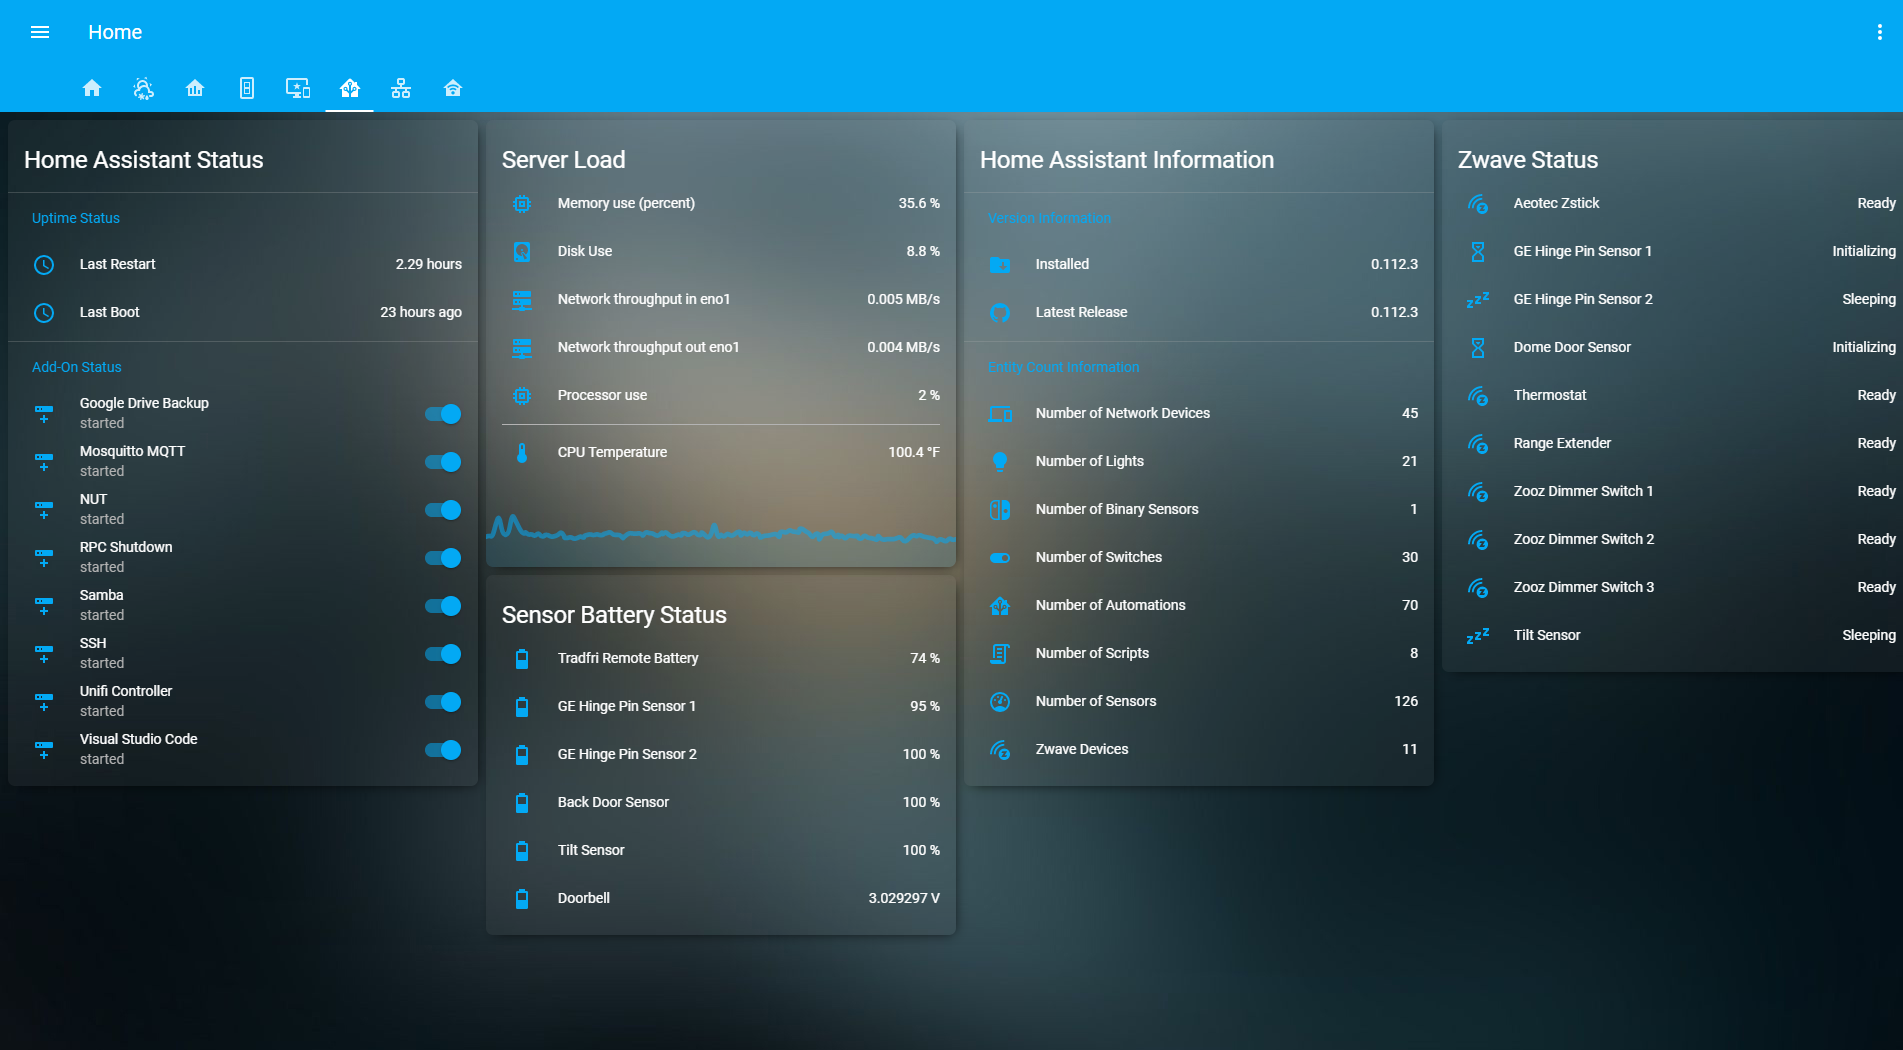 Home
Home Assistant Status
Uptime Status
Last Restart 2.29 hours
Last Boot 23 hours ago
Add-On Status
Google Drive Backup
started
Mosquitto MQTT
started
NUT
started
RPC Shutdown
started
Samba
started
SSH
started
Unifi Controller
started
Visual Studio Code
started
Server Load
Memory use (percent) 35.6 %
Disk Use 8.8 %
Network throughput in eno1 0.005 MB/s
Network throughput out eno1 0.004 MB/s
Processor use 2 %
CPU Temperature 100.4 °F
Sensor Battery Status
Tradfri Remote Battery 74 %
GE Hinge Pin Sensor 1 95 %
GE Hinge Pin Sensor 2 100 %
Back Door Sensor 100 %
Tilt Sensor 100 %
Doorbell 3.029297 V
Home Assistant Information
Version Information
Installed 0.112.3
Latest Release 0.112.3
Entity Count Information
Number of Network Devices 45
Number of Lights 21
Number of Binary Sensors 1
Number of Switches 30
Number of Automations 70
Number of Scripts 8
Number of Sensors 126
Zwave Devices 11
Zwave Status
Aeotec Zstick Ready
GE Hinge Pin Sensor 1 Initializing
GE Hinge Pin Sensor 2 Sleeping
Dome Door Sensor Initializing
Thermostat Ready
Range Extender Ready
Zooz Dimmer Switch 1 Ready
Zooz Dimmer Switch 2 Ready
Zooz Dimmer Switch 3 Ready
Tilt Sensor Sleeping